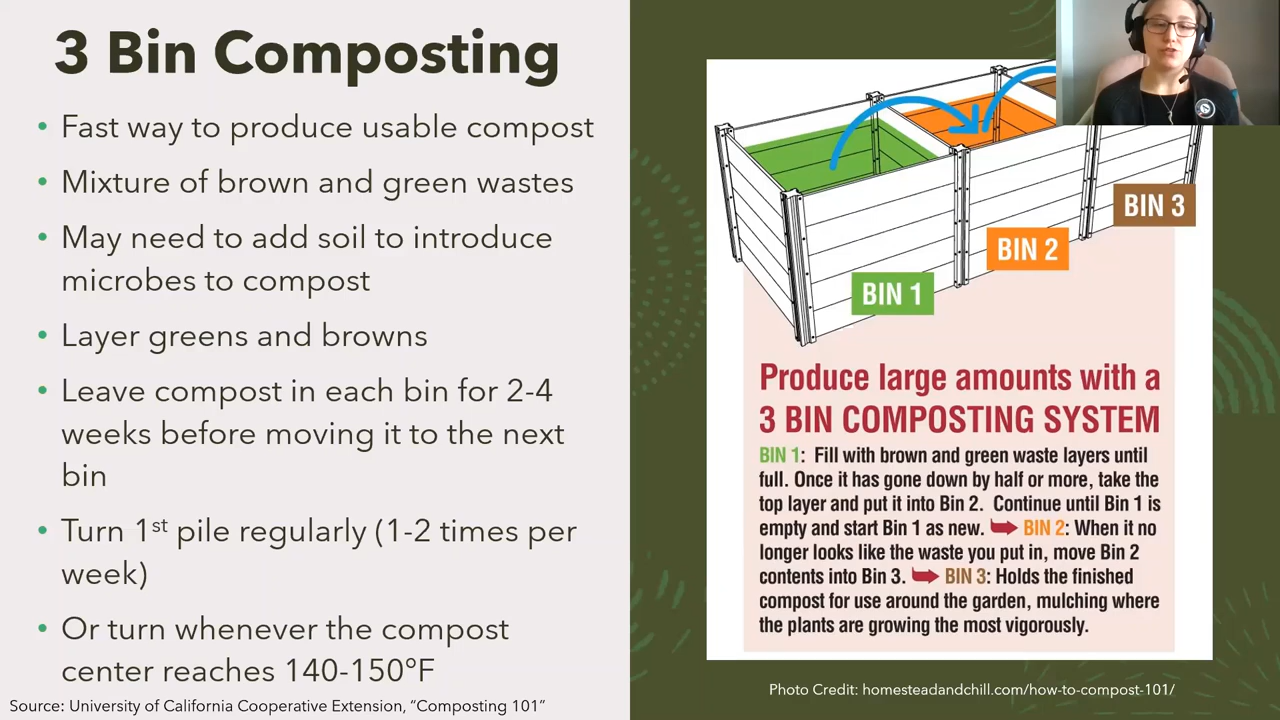 3 Bin Composting
• Fast way to produce usable compost
• Mixture of brown and green wastes
• May need to add soil to introduce
microbes to compost
• Layer greens and browns
• Leave compost in each bin for 2-4
weeks before moving it to the next
bin
• Turn 1st pile regularly (1-2 times per
week)
• Or turn whenever the compost
center reaches 140-150°F
Source: University of California Cooperative Extension, “Composting 101”
BIN 1
BIN 2
BIN 3
Produce large amounts with a
3 BIN COMPOSTING SYSTEM
BIN 1: Fill with brown and green waste layers until
full. Once it has gone down by half or more, take the
top layer and put it into Bin 2. Continue until Bin 1 is
empty and start Bin 1 as new. BIN 2: When it no
longer looks like the waste you put in, move Bin 2
contents into Bin 3. BIN 3: Holds the finished
compost for use around the garden, mulching where
the plants are growing the most vigorously.
Photo Credit: homesteadandchill.com/how-to-compost-101/